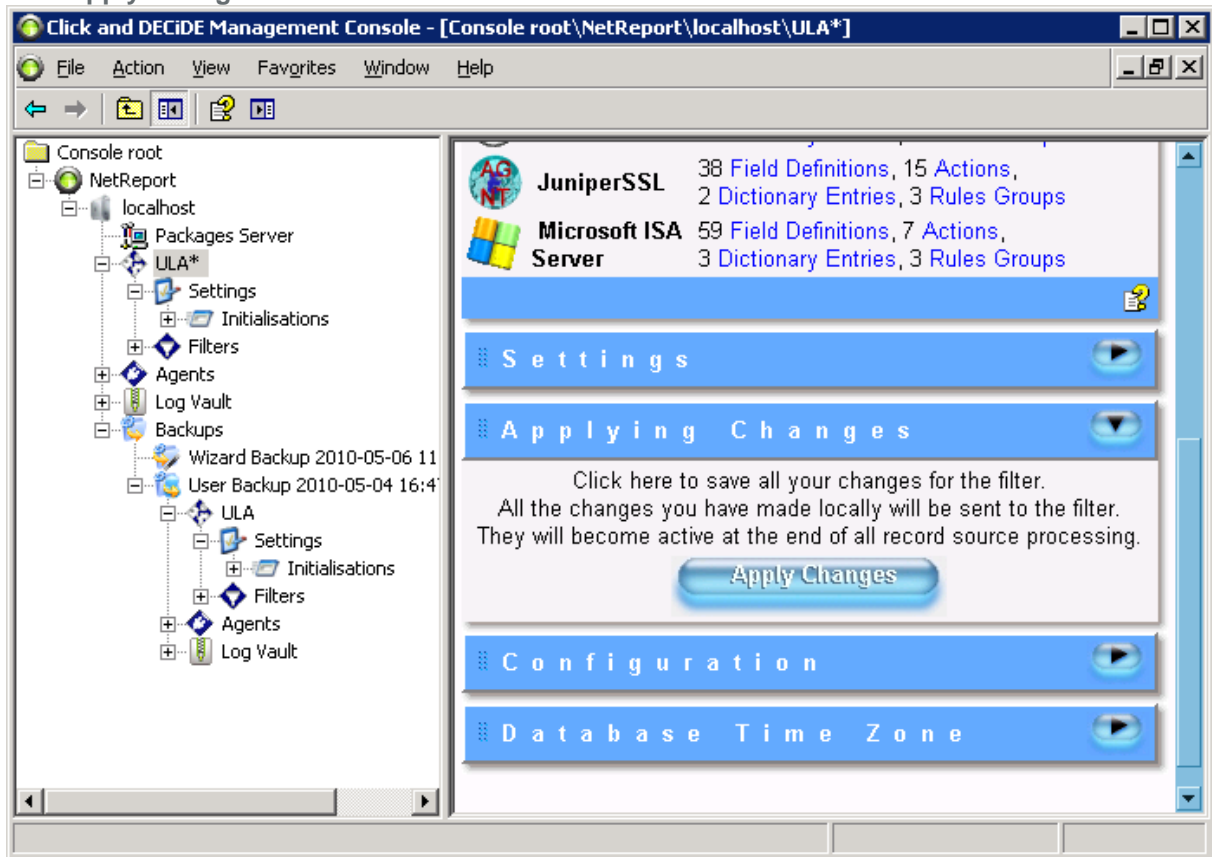 Click and DECiDE Management Console - [Console root\NetReport\localhost\ULA*]
File Action View Favorites Window Help
Console root
NetReport
localhost
Packages Server
ULA*
Settings
Initialisations
Filters
Agents
Log Vault
Backups
Wizard Backup 2010-05-06 11
User Backup 2010-05-04 16:4
ULA
Settings
Initialisations
Filters
Agents
Log Vault
AG
NT
JuniperSSL
38 Field Definitions, 15 Actions,
2 Dictionary Entries, 3 Rules Groups
Microsoft ISA
Server
59 Field Definitions, 7 Actions,
3 Dictionary Entries, 3 Rules Groups
Settings
Applying Changes
Click here to save all your changes for the filter.
All the changes you have made locally will be sent to the filter.
They will become active at the end of all record source processing.
Apply Changes
Configuration
Database Time Zone